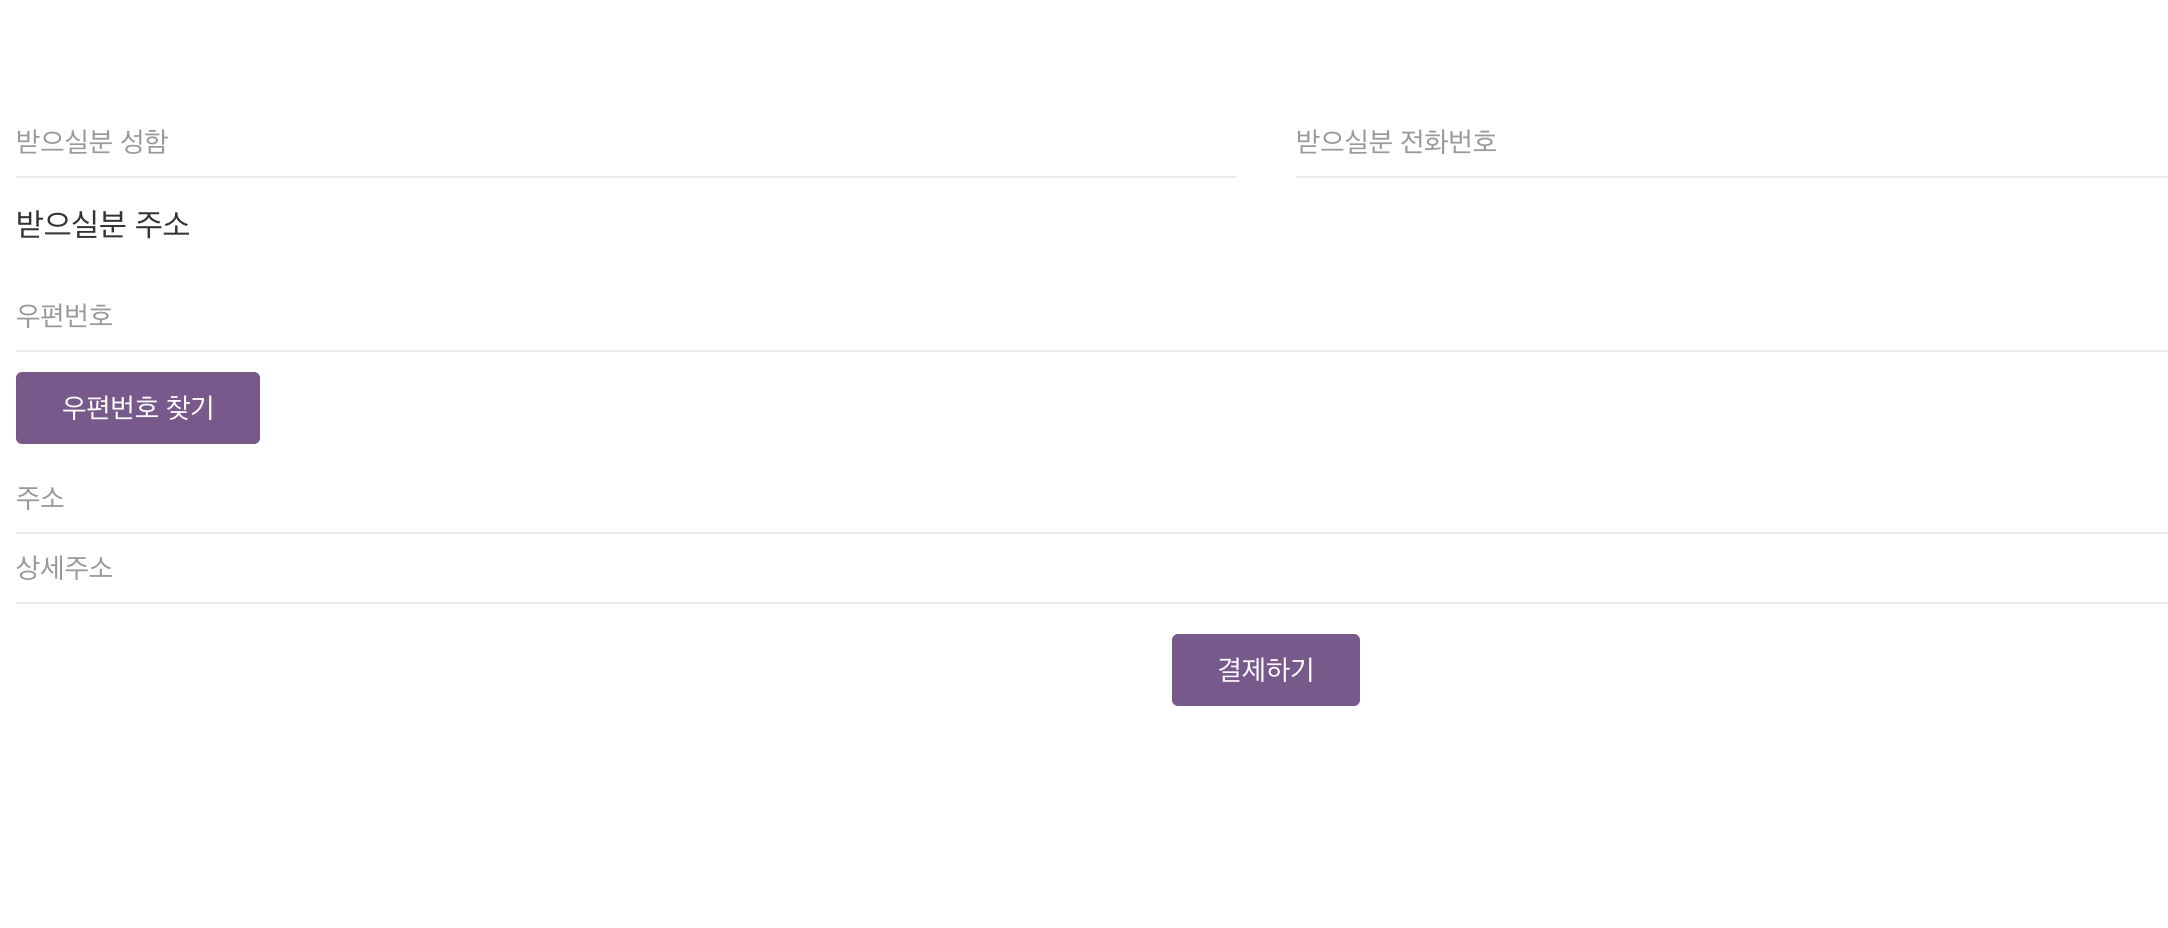 받으실분 성함 받으실분 전화번호
받으실분 주소
우편번호
우편번호 찾기
주소
상세주소
결제하기